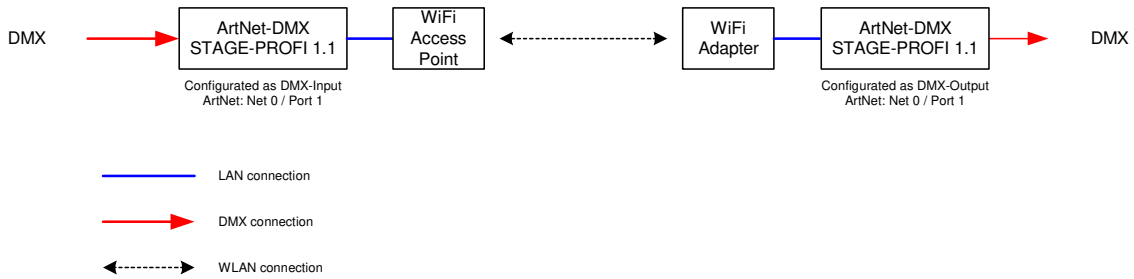 DMX
ArtNet-DMX
STAGE-PROFI 1.1
Configurated as DMX-Input
ArtNet: Net 0 / Port 1
WiFi
Access
Point
WiFi
Adapter
ArtNet-DMX
STAGE-PROFI 1.1
Configurated as DMX-Output
ArtNet: Net 0 / Port 1
DMX
LAN connection
DMX connection
WLAN connection